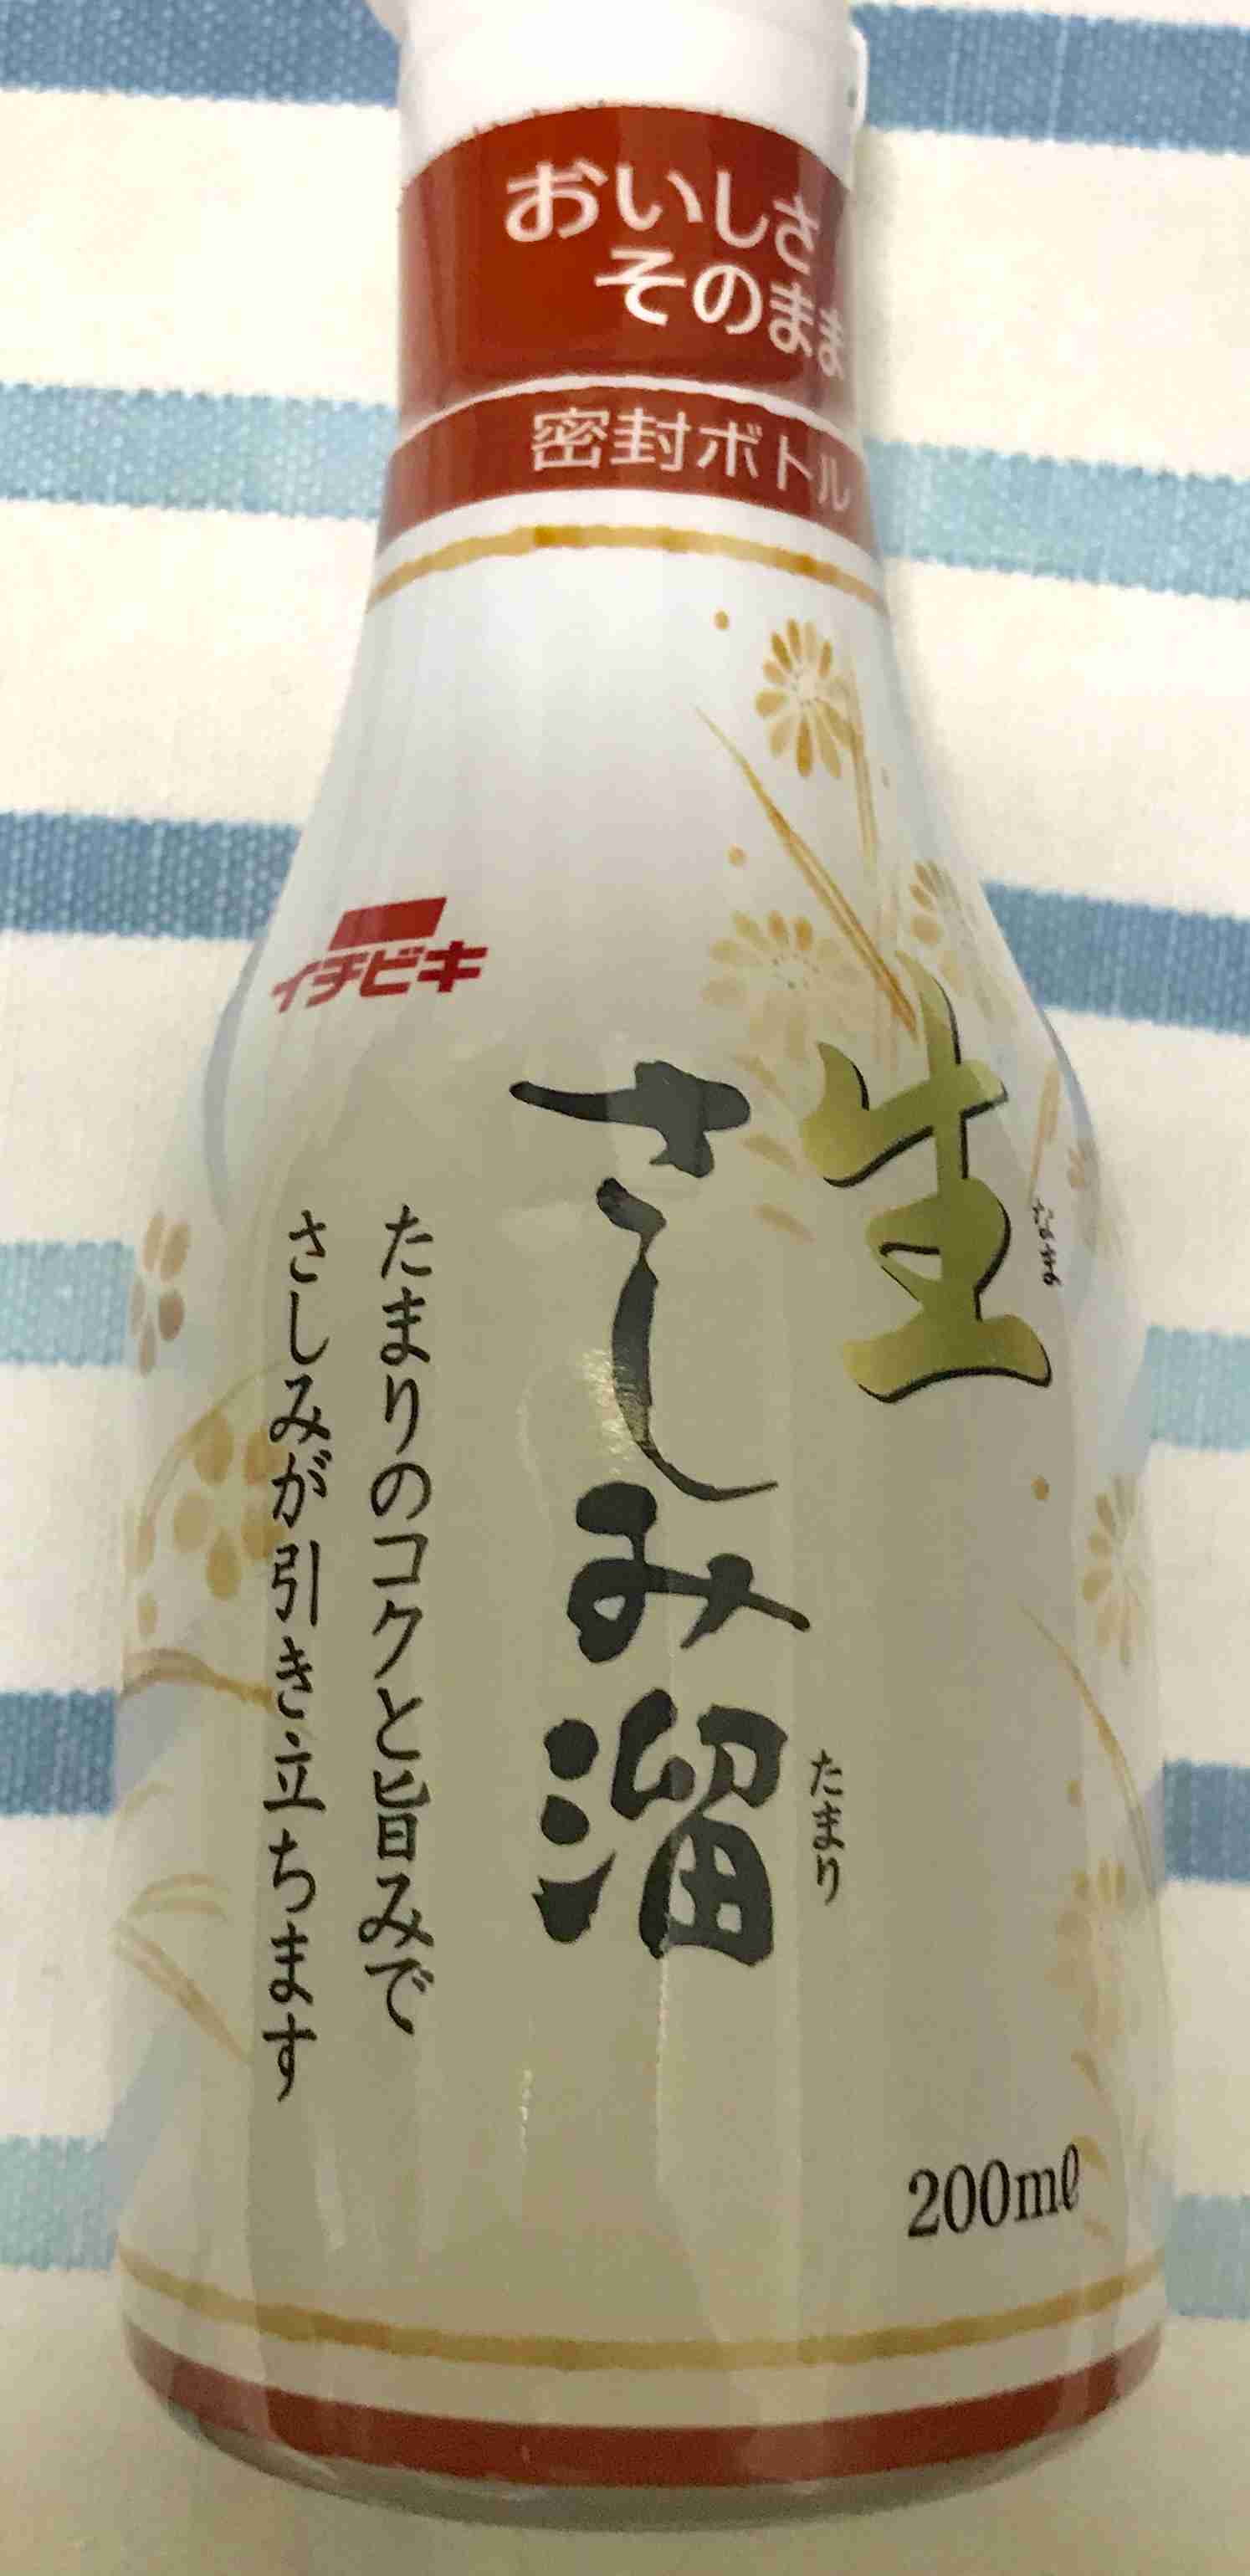 おいしさ
そのまま
密封ボトル
イチビキ
生
さしみ溜
たまり
たまりのコクと旨みで
さしみが引き立ちます
200ml